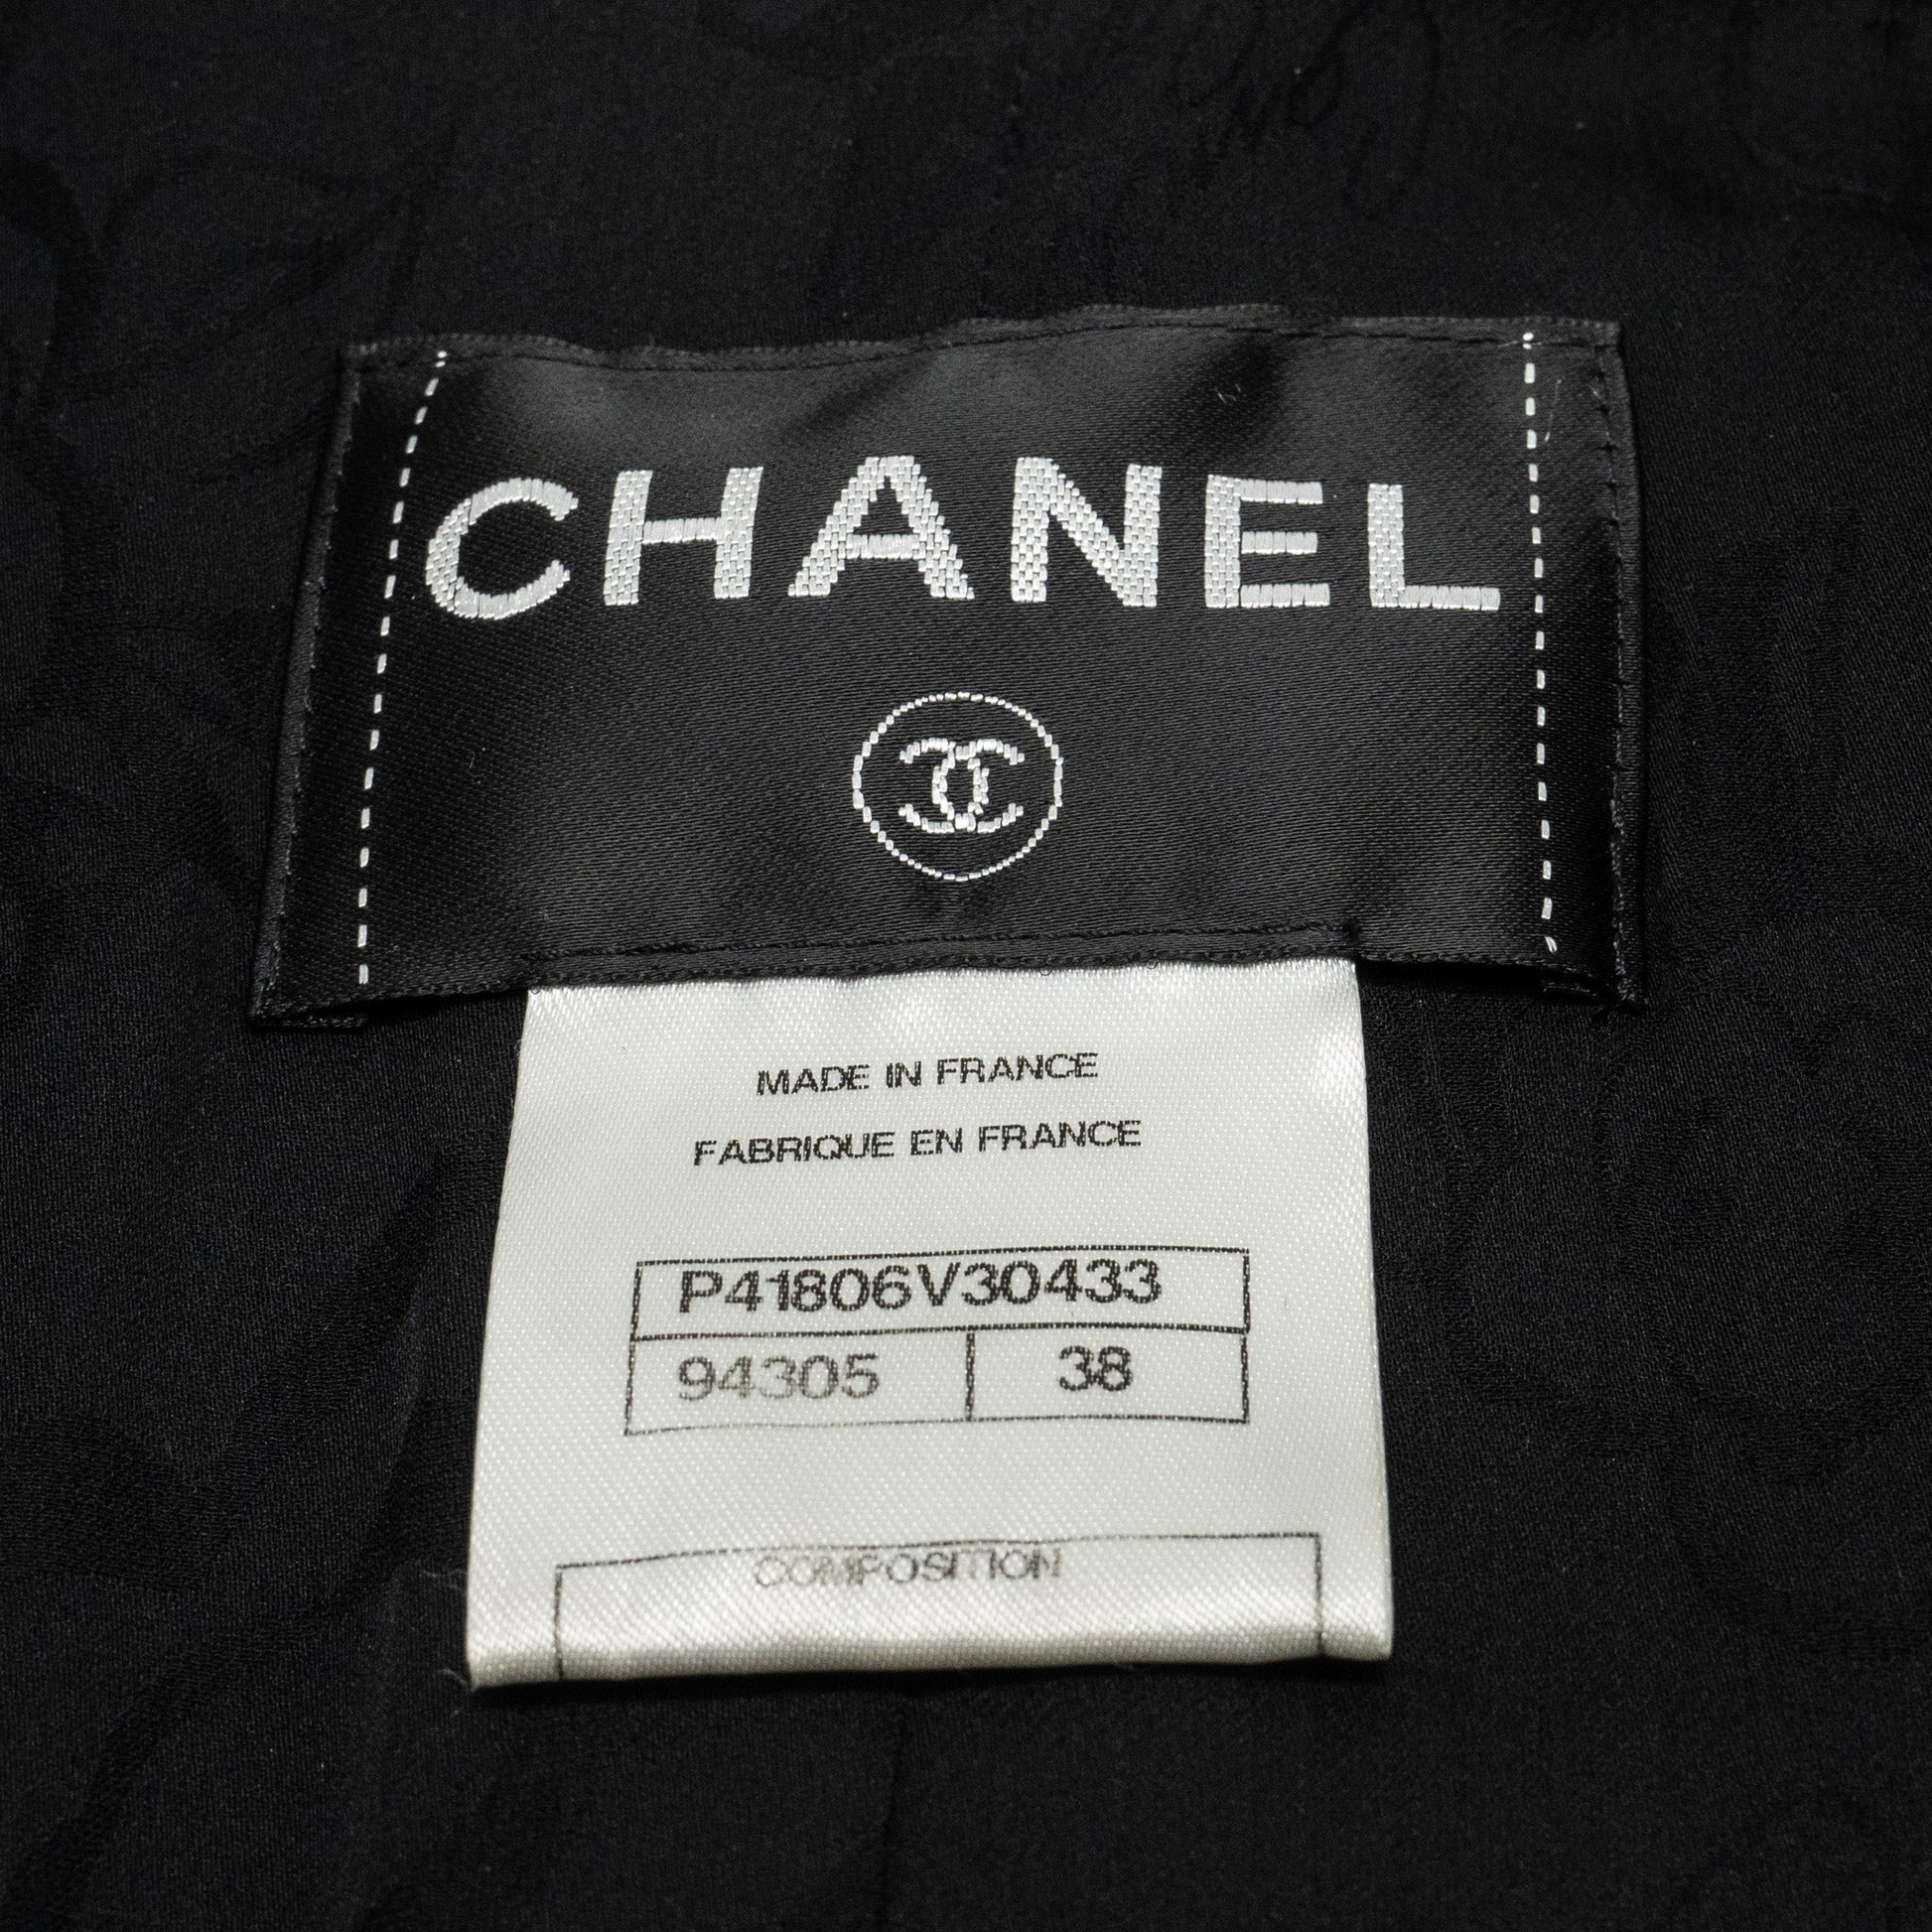 CHANEL
MADE IN FRANCE
FABRIQUE EN FRANCE
P41806V30433
94305 38
COMPOSITION